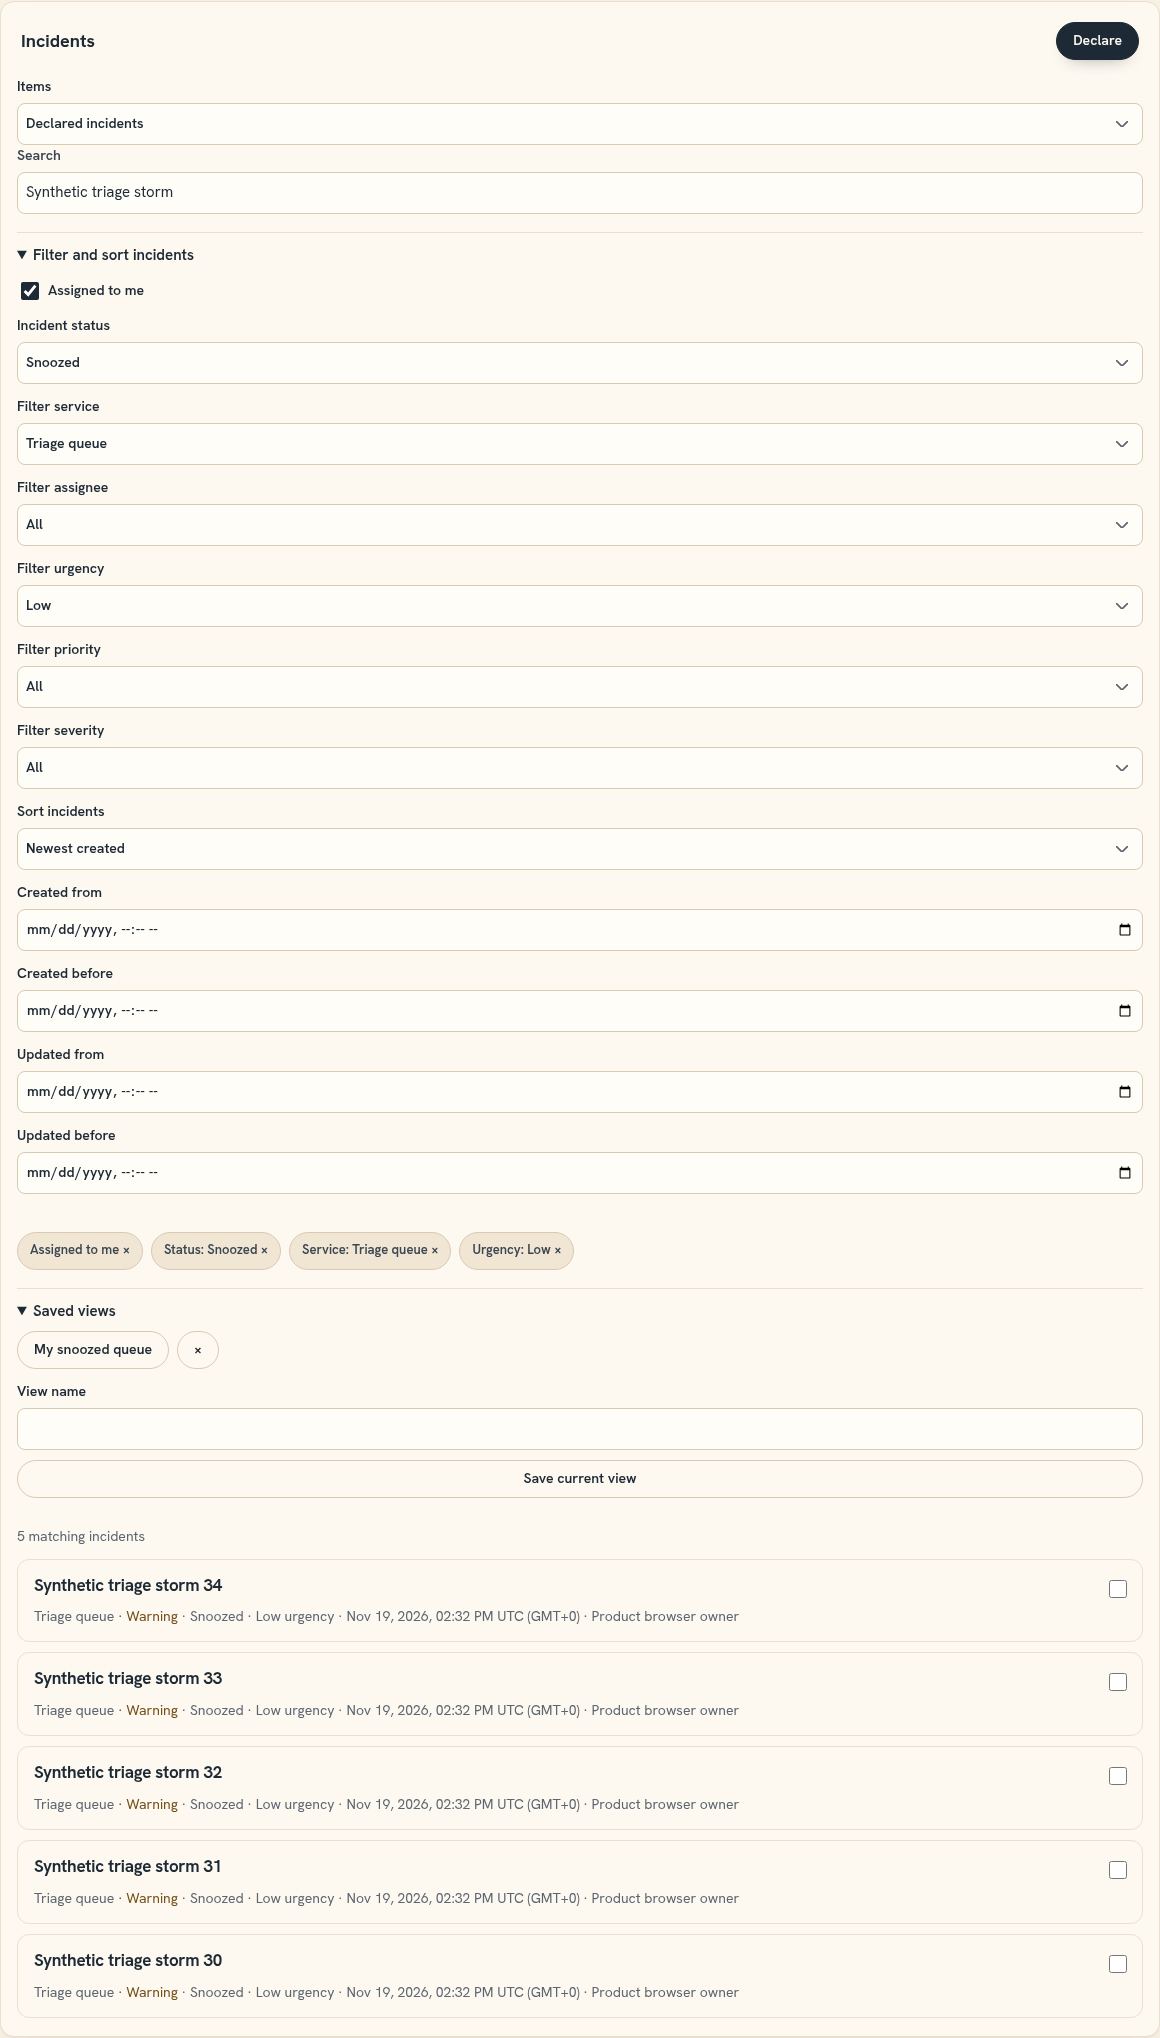 Incidents
Declare
Items
Declared incidents
Search
Synthetic triage storm
▼ Filter and sort incidents
Assigned to me
Incident status
Snoozed
Filter service
Triage queue
Filter assignee
All
Filter urgency
Low
Filter priority
All
Filter severity
All
Sort incidents
Newest created
Created from
mm/dd/yyyy, --:-- --
Created before
mm/dd/yyyy, --:-- --
Updated from
mm/dd/yyyy, --:-- --
Updated before
mm/dd/yyyy, --:-- --
Assigned to me × Status: Snoozed × Service: Triage queue × Urgency: Low ×
▼ Saved views
My snoozed queue ×
View name
Save current view
5 matching incidents
Synthetic triage storm 34
Triage queue · Warning · Snoozed · Low urgency · Nov 19, 2026, 02:32 PM UTC (GMT+0) · Product browser owner
Synthetic triage storm 33
Triage queue · Warning · Snoozed · Low urgency · Nov 19, 2026, 02:32 PM UTC (GMT+0) · Product browser owner
Synthetic triage storm 32
Triage queue · Warning · Snoozed · Low urgency · Nov 19, 2026, 02:32 PM UTC (GMT+0) · Product browser owner
Synthetic triage storm 31
Triage queue · Warning · Snoozed · Low urgency · Nov 19, 2026, 02:32 PM UTC (GMT+0) · Product browser owner
Synthetic triage storm 30
Triage queue · Warning · Snoozed · Low urgency · Nov 19, 2026, 02:32 PM UTC (GMT+0) · Product browser owner